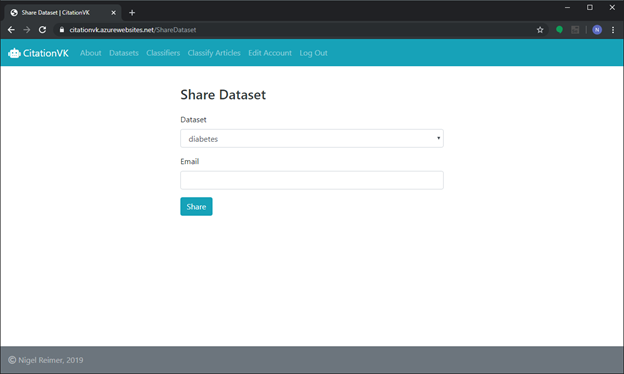 Share Dataset | CitationVK
citationvk.azurewebsites.net/ShareDataset
N
CitationVK About Datasets Classifiers Classify Articles Edit Account Log Out
Share Dataset
Dataset
diabetes
Email
Share
© Nigel Reimer, 2019